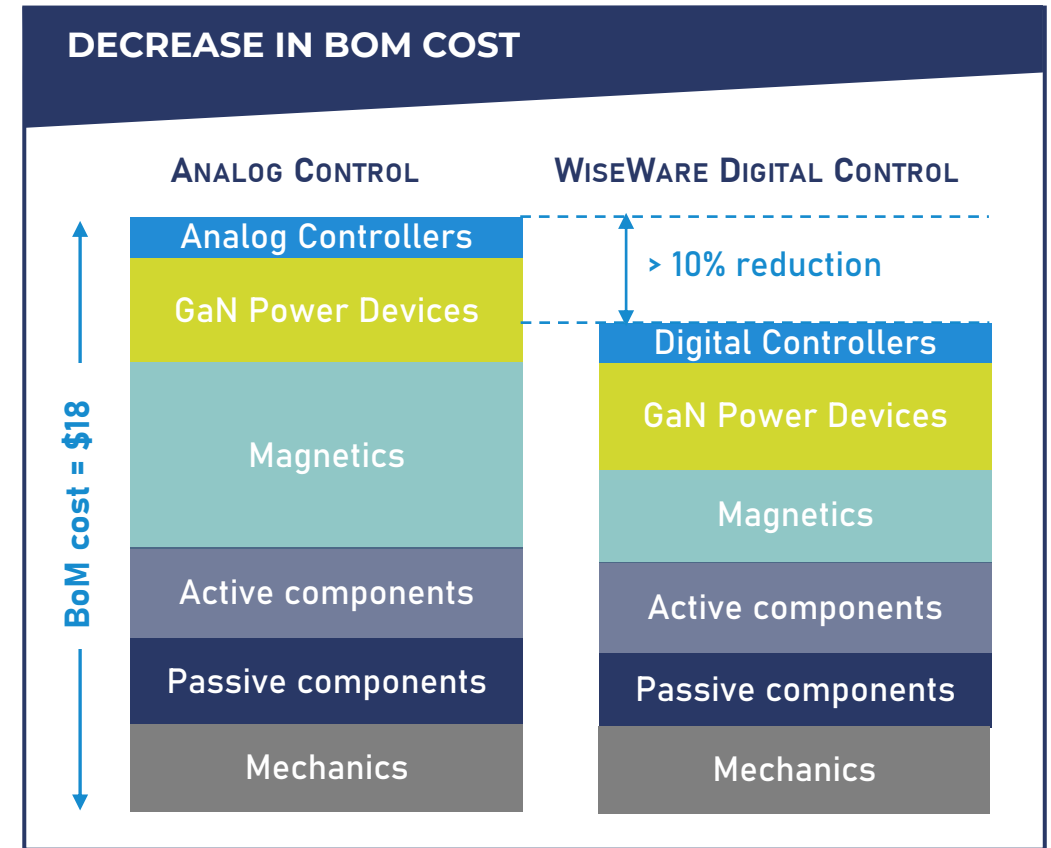 DECREASE IN BOM COST
ANALOG CONTROL
WISEWARE DIGITAL CONTROL
BoM cost = $18
Analog Controllers
GaN Power Devices
Magnetics
Active components
Passive components
Mechanics
> 10% reduction
Digital Controllers
GaN Power Devices
Magnetics
Active components
Passive components
Mechanics